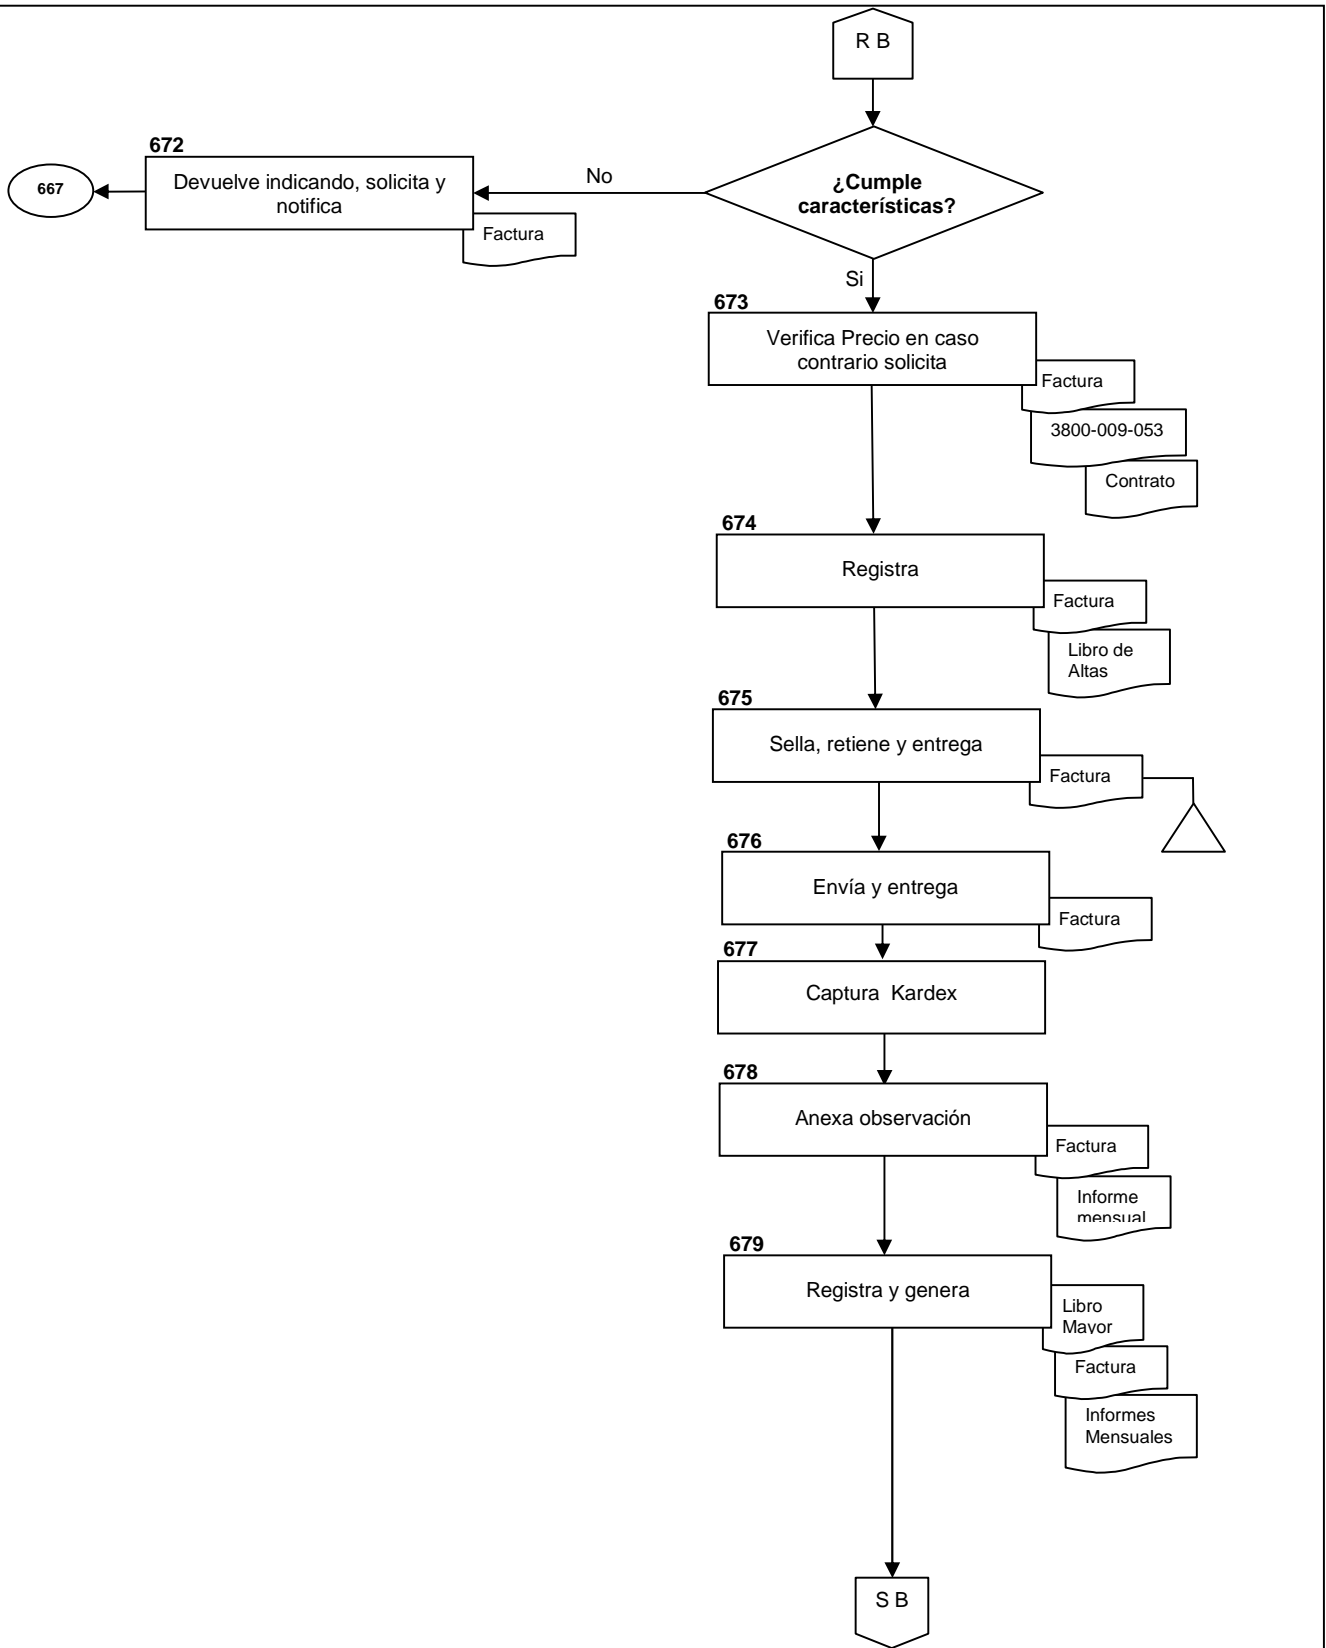 R B
¿Cumple
características?
No
672
Devuelve indicando, solicita y
notifica
Factura
667
Si
673
Verifica Precio en caso
contrario solicita
Factura
3800-009-053
Contrato
674
Registra
Factura
Libro de
Altas
675
Sella, retiene y entrega
Factura
676
Envía y entrega
Factura
677
Captura Kardex
678
Anexa observación
Factura
Informe
mensual
679
Registra y genera
Libro
Mayor
Factura
Informes
Mensuales
S B